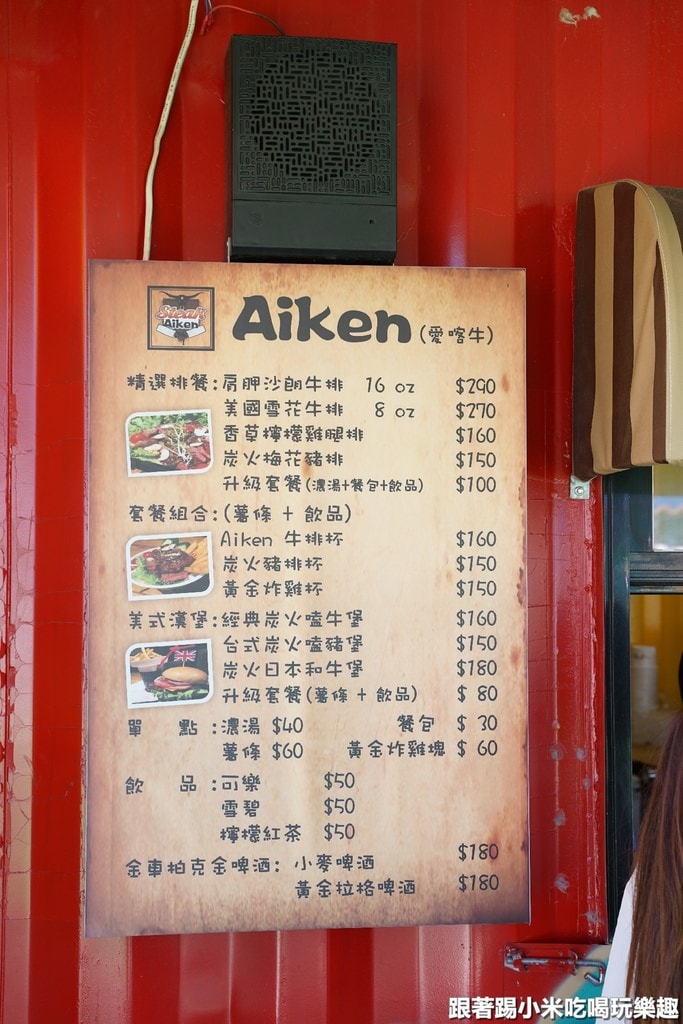 Steak
Aiken
Aiken (愛喀牛)
精選排餐:肩胛沙朗牛排 16 oz $290
美國雪花牛排 8 oz $270
香草檸檬雞腿排 $160
炭火梅花豬排 $150
升級套餐(濃湯+餐包+飲品) $100
套餐組合:(薯條 + 飲品)
Aiken 牛排杯 $160
炭火豬排杯 $150
黃金炸雞杯 $150
美式漢堡:經典炭火嗑牛堡 $160
台式炭火嗑豬堡 $150
炭火日本和牛堡 $180
升級套餐(薯條 + 飲品) $ 80
單 點:濃湯 $40 餐包 $ 30
薯條 $60 黃金炸雞塊 $ 60
飲 品:可樂 $50
雪碧 $50
檸檬紅茶 $50
金車柏克金啤酒: 小麥啤酒 $180
黃金拉格啤酒 $180
跟著踢小米吃喝玩樂趣